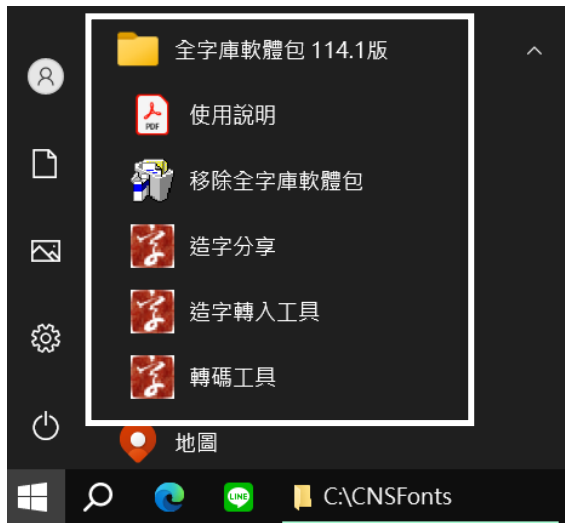 全字庫軟體包 114.1版
PDF
使用說明
移除全字庫軟體包
造字分享
造字轉入工具
轉碼工具
地圖
LINE
C:\CNSFonts